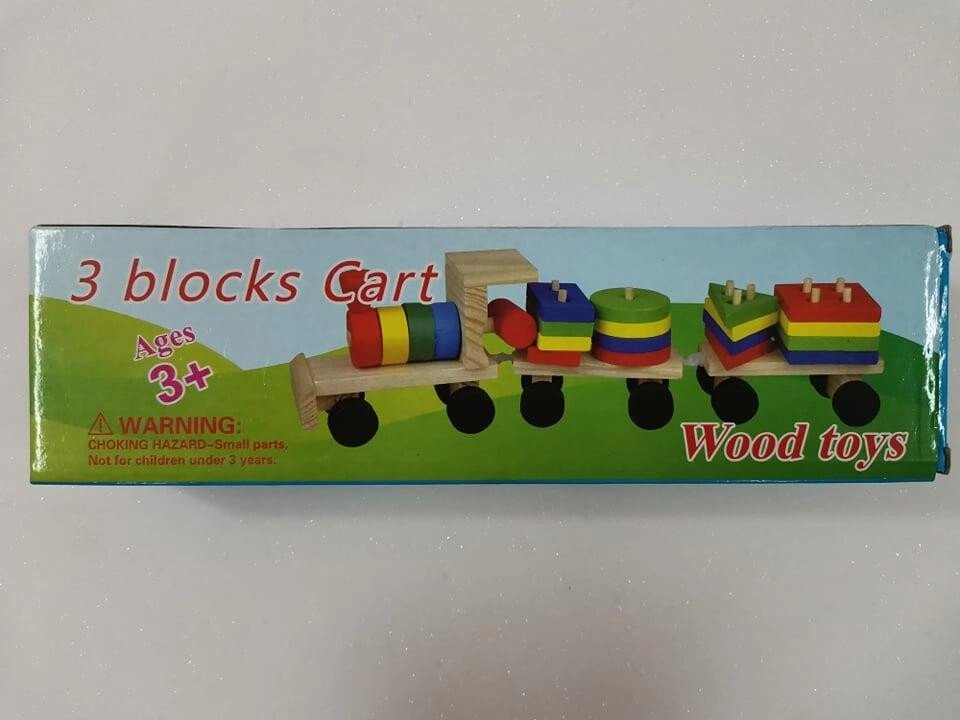 3 blocks Cart
Ages
3+
⚠ WARNING:
CHOKING HAZARD-Small parts,
Not for children under 3 years.
Wood toys